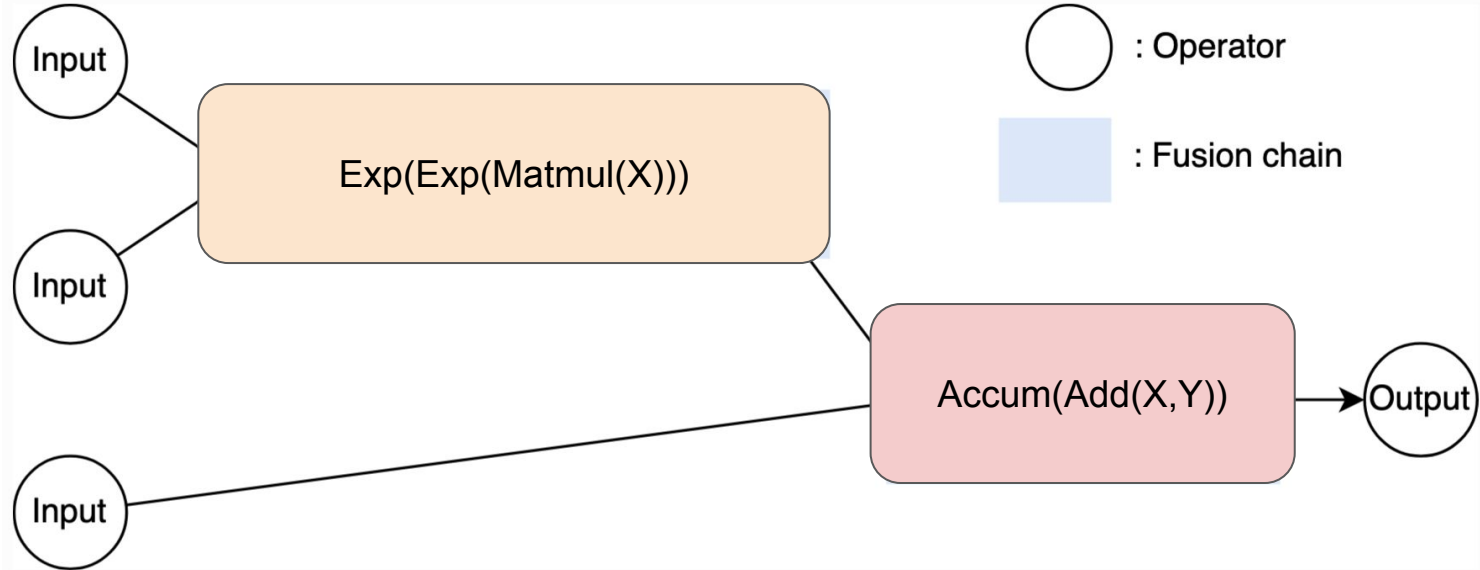 Input
: Operator
: Fusion chain
Exp(Exp(Matmul(X)))
Input
Accum(Add(X,Y))
Output
Input